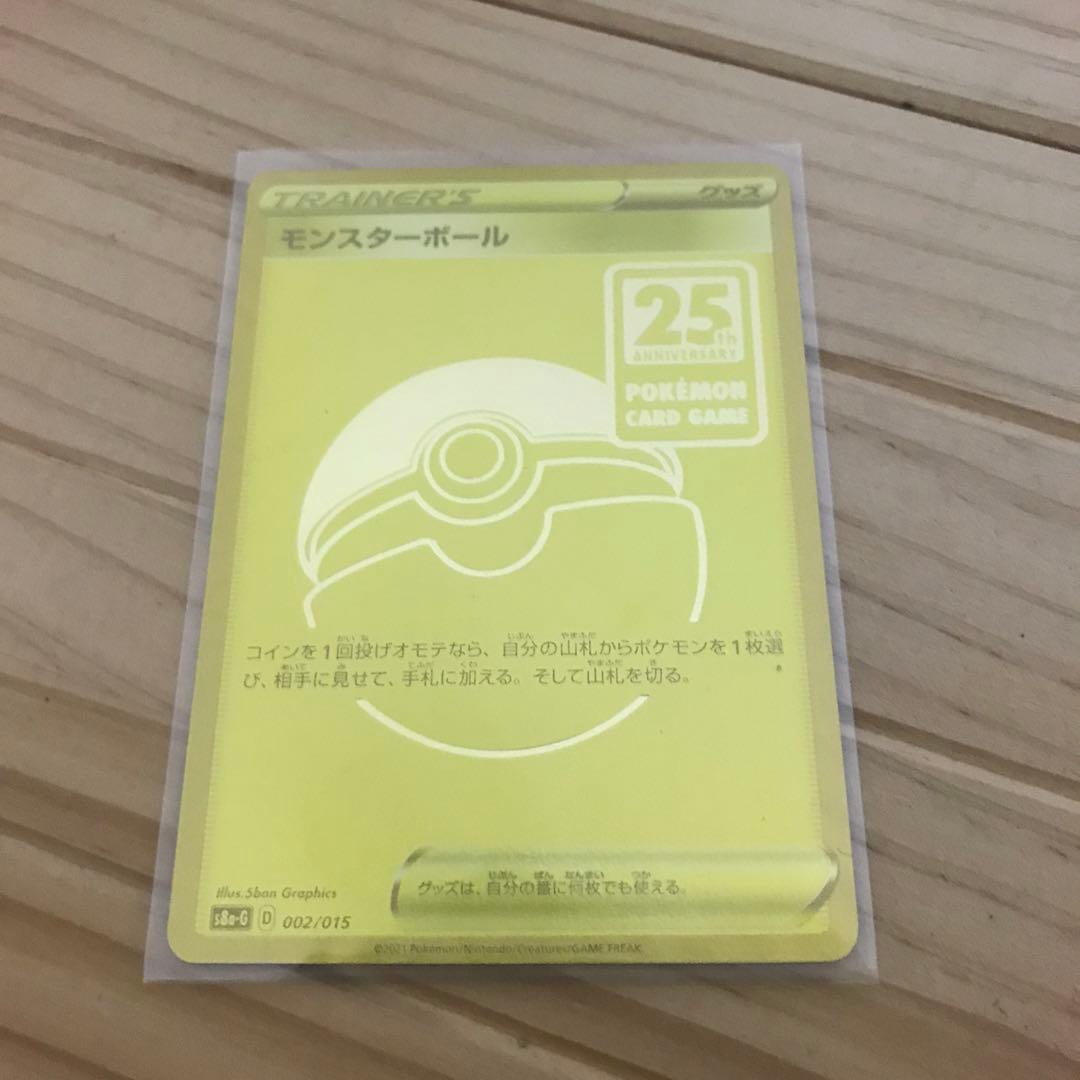 TRAINER'S
グッズ
モンスターボール
25th
ANNIVERSARY
POKÉMON
CARD GAME
コインを1回投げオモテなら、自分の山札からポケモンを1枚選
び、相手に見せて、手札に加える。そして山札を切る。
グッズは、自分の番に何枚でも使える。
Illus. 5ban Graphics
s8a-G D 002/015
©2021 Pokémon/Nintendo/Creatures/GAME FREAK